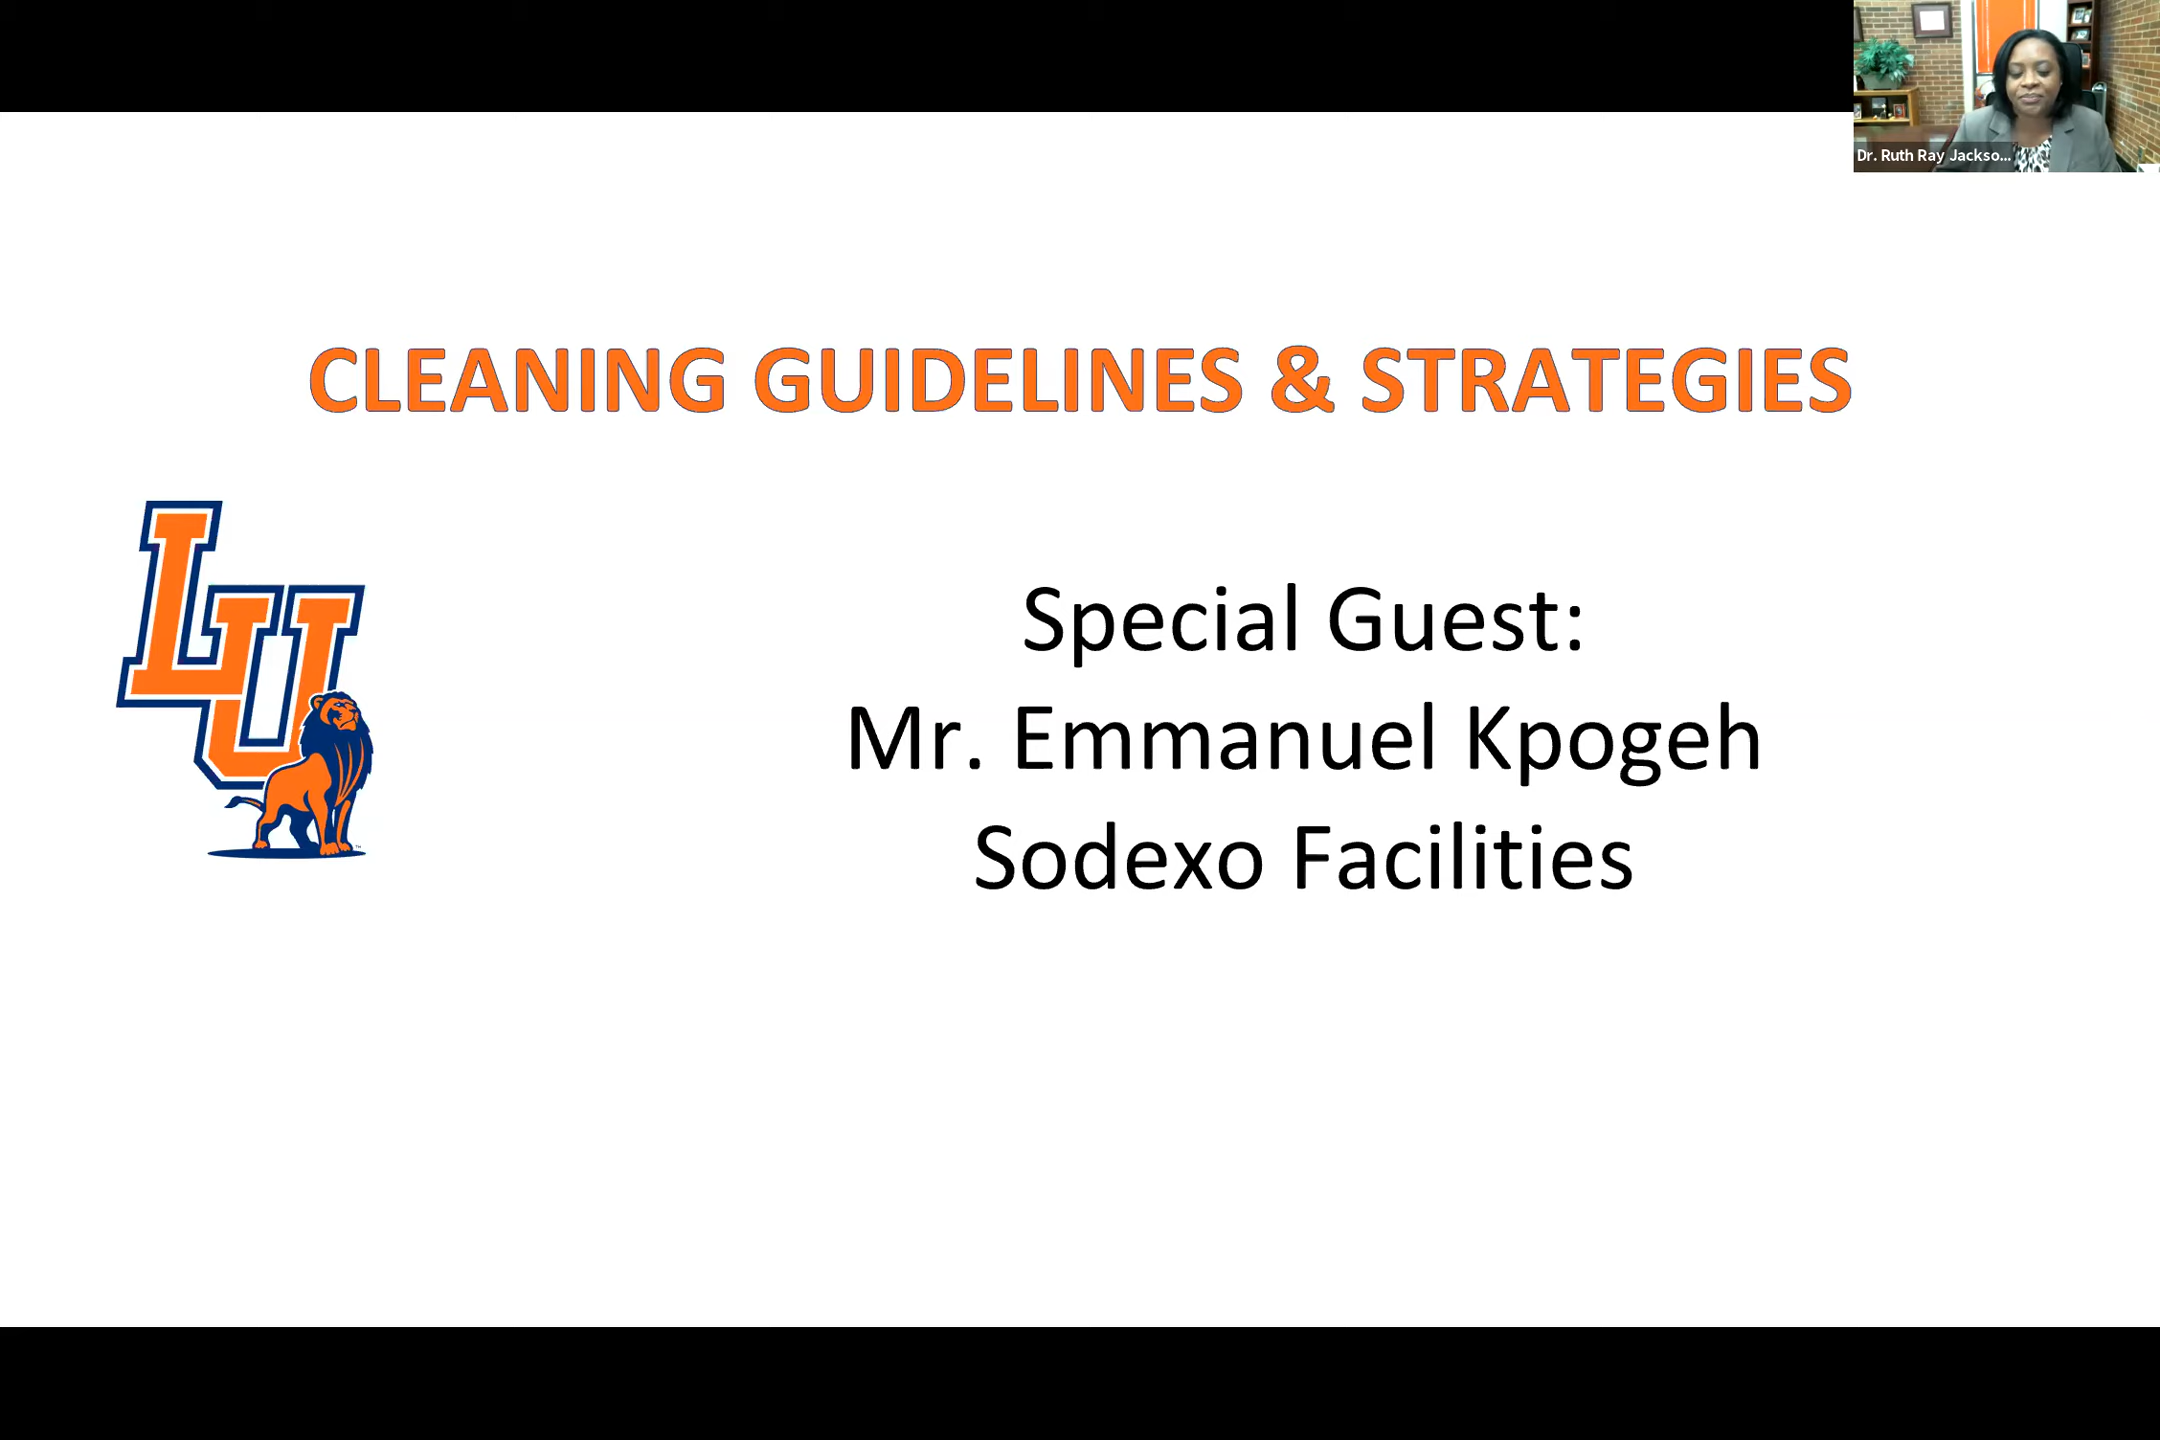 Dr. Ruth Ray Jackso...
CLEANING GUIDELINES & STRATEGIES
LU
Special Guest:
Mr. Emmanuel Kpogeh
Sodexo Facilities